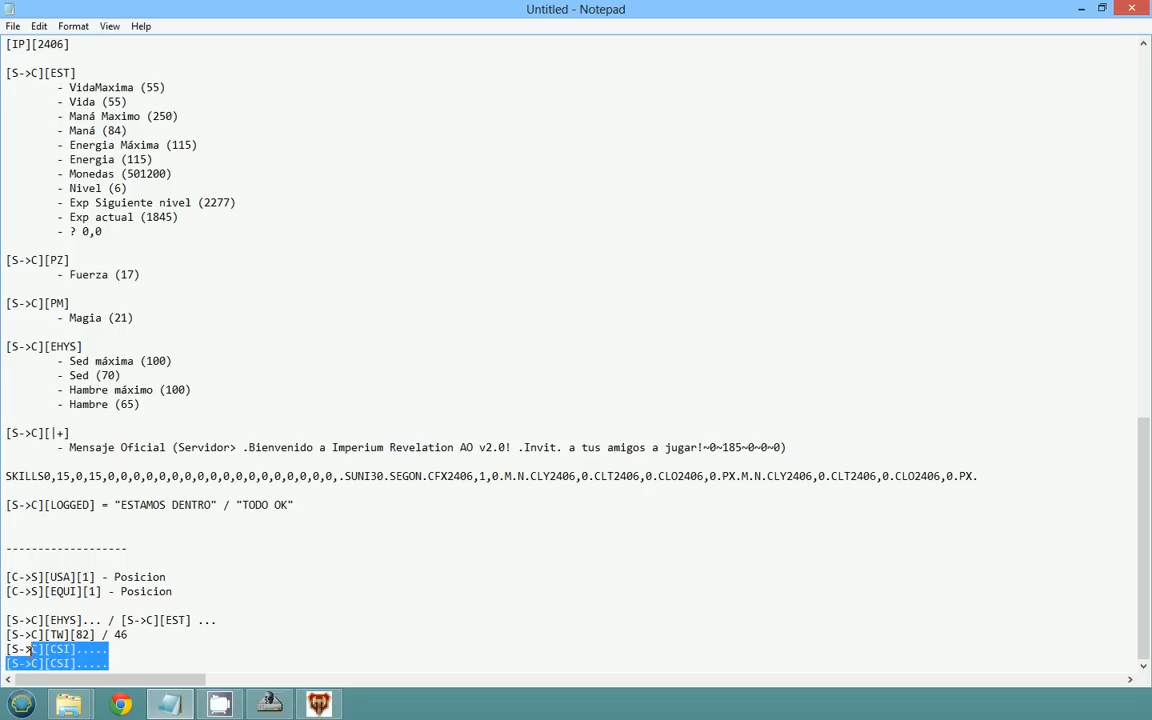 Untitled - Notepad
File Edit Format View Help
[IP][2406]
[S->C][EST]
- VidaMaxima (55)
- Vida (55)
- Maná Maximo (250)
- Maná (84)
- Energia Máxima (115)
- Energia (115)
- Monedas (501200)
- Nivel (6)
- Exp Siguiente nivel (2277)
- Exp actual (1845)
- ? 0,0
[S->C][PZ]
- Fuerza (17)
[S->C][PM]
- Magia (21)
[S->C][EHYS]
- Sed máxima (100)
- Sed (70)
- Hambre máximo (100)
- Hambre (65)
[S->C][|+]
- Mensaje Oficial (Servidor> .Bienvenido a Imperium Revelation AO v2.0! .Invit. a tus amigos a jugar!~0~185~0~0~0)
SKILLS0,15,0,15,0,0,0,0,0,0,0,0,0,0,0,0,0,0,0,0,0,0,.SUNI30.SEGON.CFX2406,1,0.M.N.CLY2406,0.CLT2406,0.CLO2406,0.PX.M.N.CLY2406,0.CLT2406,0.CLO2406,0.PX.
[S->C][LOGGED] = "ESTAMOS DENTRO" / "TODO OK"
-------------------
[C->S][USA][1] - Posicion
[C->S][EQUI][1] - Posicion
[S->C][EHYS]... / [S->C][EST] ...
[S->C][TW][82] / 46
[S->C][CSI].....
[S->C][CSI].....